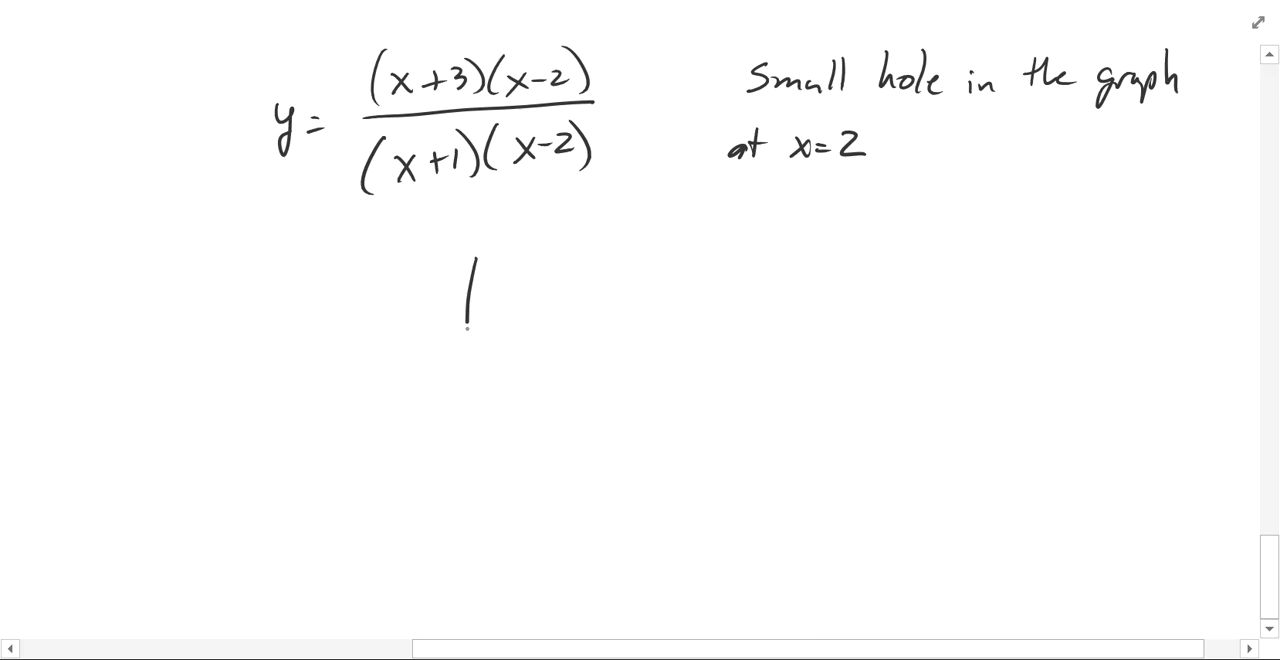 y = (x+3)(x-2) / (x+1)(x-2)
Small hole in the graph
at x=2